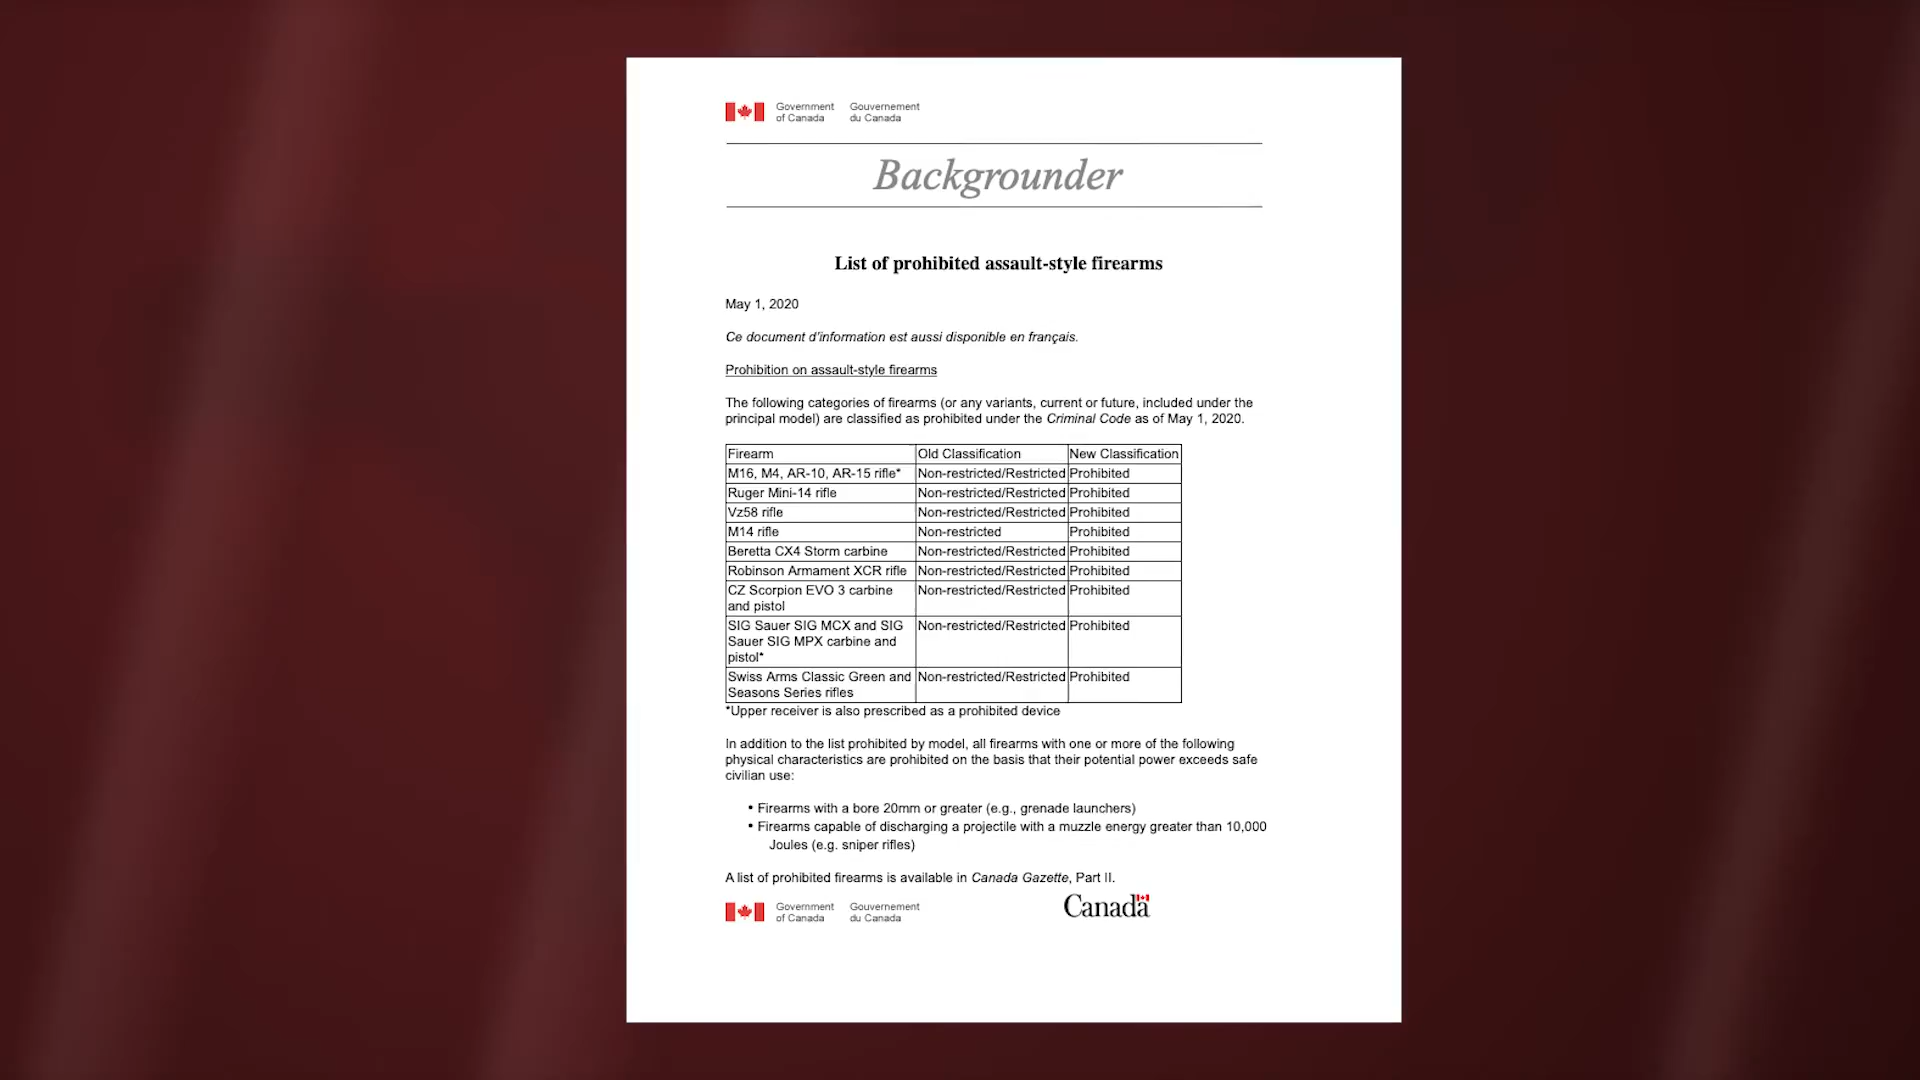 Government of Canada Gouvernement du Canada
Backgrounder
List of prohibited assault-style firearms
May 1, 2020
Ce document d'information est aussi disponible en français.
Prohibition on assault-style firearms
The following categories of firearms (or any variants, current or future, included under the
principal model) are classified as prohibited under the Criminal Code as of May 1, 2020.
Firearm Old Classification New Classification
M16, M4, AR-10, AR-15 rifle* Non-restricted/Restricted Prohibited
Ruger Mini-14 rifle Non-restricted/Restricted Prohibited
Vz58 rifle Non-restricted/Restricted Prohibited
M14 rifle Non-restricted Prohibited
Beretta CX4 Storm carbine Non-restricted/Restricted Prohibited
Robinson Armament XCR rifle Non-restricted/Restricted Prohibited
CZ Scorpion EVO 3 carbine Non-restricted/Restricted Prohibited
and pistol
SIG Sauer SIG MCX and SIG Non-restricted/Restricted Prohibited
Sauer SIG MPX carbine and
pistol*
Swiss Arms Classic Green and Non-restricted/Restricted Prohibited
Seasons Series rifles
*Upper receiver is also prescribed as a prohibited device
In addition to the list prohibited by model, all firearms with one or more of the following
physical characteristics are prohibited on the basis that their potential power exceeds safe
civilian use:
• Firearms with a bore 20mm or greater (e.g., grenade launchers)
• Firearms capable of discharging a projectile with a muzzle energy greater than 10,000
Joules (e.g. sniper rifles)
A list of prohibited firearms is available in Canada Gazette, Part II.
Government of Canada Gouvernement du Canada Canada